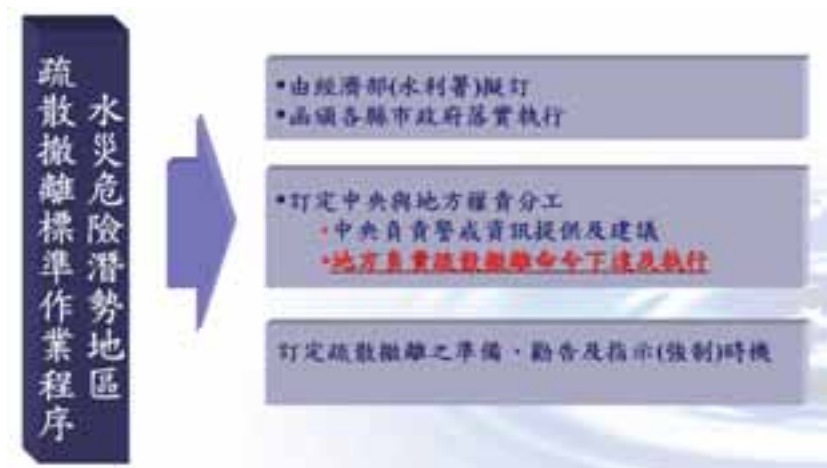 水災危險潛勢地區
疏散撤離標準作業程序
▪由經濟部(水利署)擬訂
▪函頒各縣市政府落實執行
▪訂定中央與地方權責分工
•中央負責警戒資訊提供及建議
•地方負責疏散撤離命令下達及執行
訂定疏散撤離之準備、勸告及指示(強制)時機